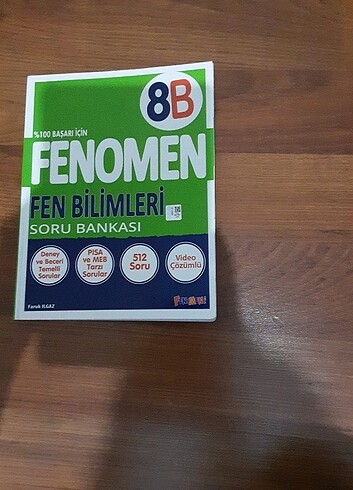 8B
%100 BAŞARI İÇİN
FENOMEN
FEN BİLİMLERİ
SORU BANKASI
Deney
ve Beceri
Temelli
Sorular
PISA
ve MEB
Tarzı
Sorular
512
Soru
Video
Çözümlü
Faruk ILGAZ
FENOMEN